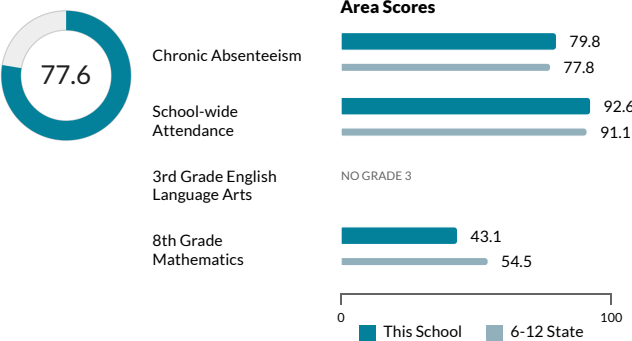 Area Scores
77.6
Chronic Absenteeism
79.8
77.8
School-wide
Attendance
92.6
91.1
3rd Grade English
Language Arts
NO GRADE 3
8th Grade
Mathematics
43.1
54.5
0
100
This School
6-12 State